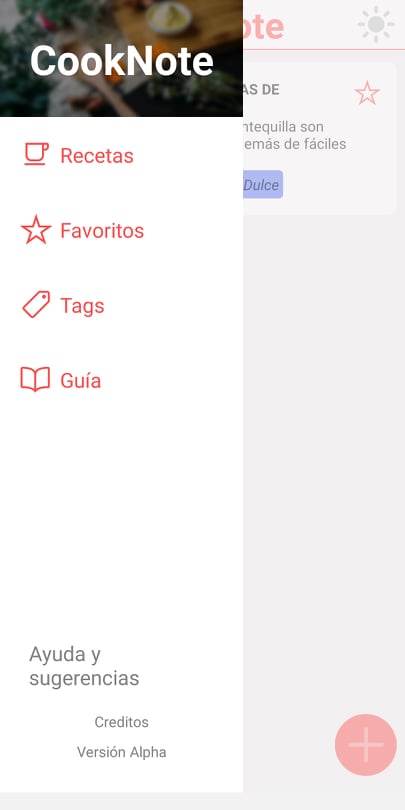 CookNote
ote
Recetas
Favoritos
Tags
Guía
AS DE
ntequilla son
emás de fáciles
Dulce
Ayuda y
sugerencias
Creditos
Versión Alpha